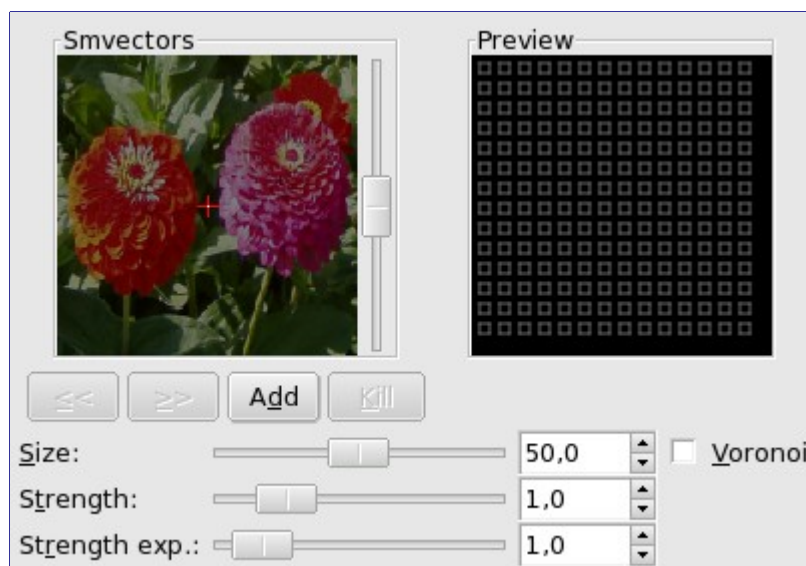 Smvectors Preview
<< >> Add Kill
Size: 50,0 Voronoi
Strength: 1,0
Strength exp.: 1,0